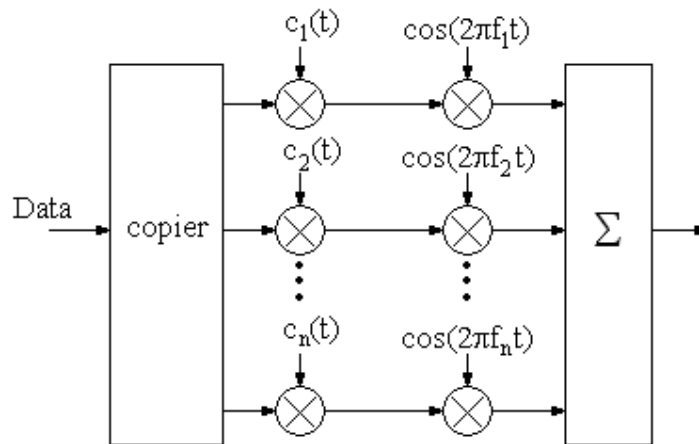 c₁(t) cos(2πf₁t)
c₂(t) cos(2πf₂t)
Data copier Σ
cₙ(t) cos(2πfₙt)